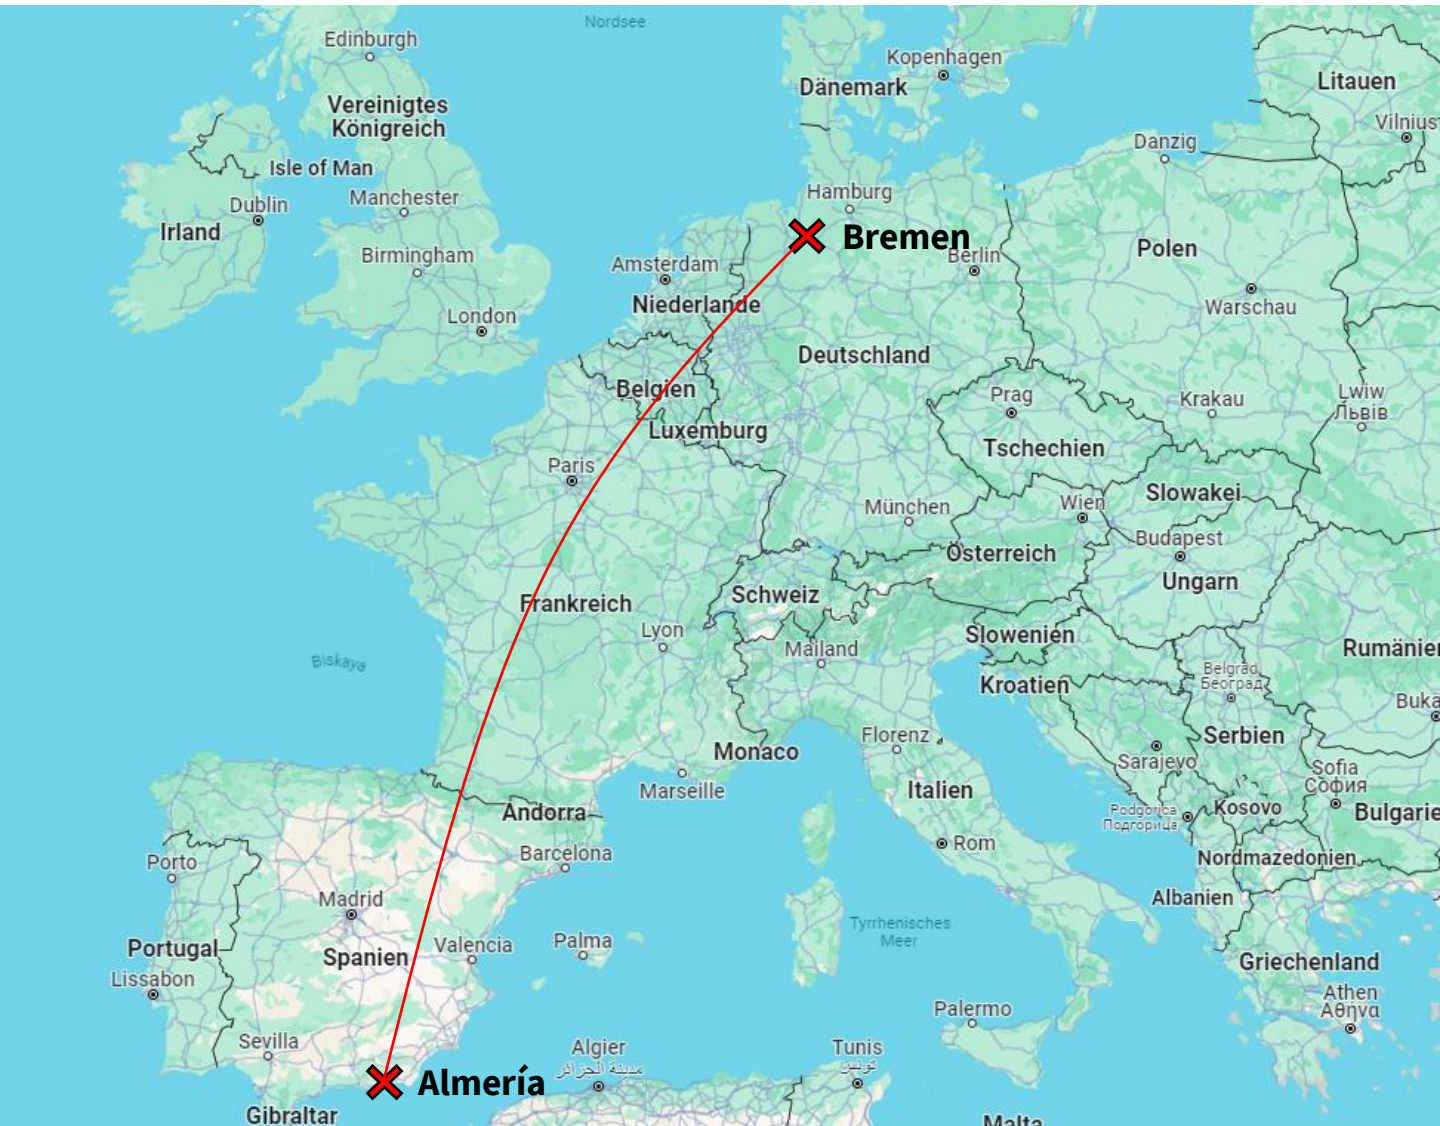 Nordsee
Edinburgh
Kopenhagen
Dänemark
Litauen
Vereinigtes
Königreich
Vilnius
Danzig
Isle of Man
Hamburg
Manchester
Dublin
Irland
Bremen
Polen
Birmingham
Berlin
Amsterdam
Niederlande
Warschau
London
Deutschland
Belgien
Prag
Krakau
Lwiw
Львів
Luxemburg
Tschechien
Paris
Slowakei
München
Wien
Budapest
Österreich
Ungarn
Schweiz
Frankreich
Lyon
Slowenien
Mailand
Rumänien
Biskaya
Belgrad
Београд
Kroatien
Buka
Florenz
Serbien
Monaco
Sarajevo
Sofia
София
Marseille
Italien
Andorra
Podgorica
Подгорица
Kosovo
Bulgarie
Rom
Barcelona
Porto
Nordmazedonien
Madrid
Albanien
Tyrrhenisches
Meer
Palma
Valencia
Portugal
Spanien
Griechenland
Lissabon
Athen
Αθήνα
Palermo
Sevilla
Algier
مدينة الجزائر
Tunis
تونس
Almería
Gibraltar
Malta